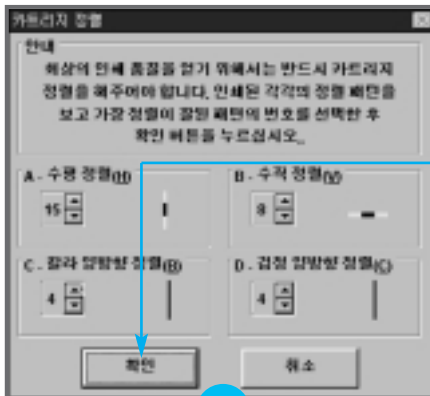 카트리지 정렬
안내
최상의 인쇄 품질을 얻기 위해서는 반드시 카트리지
정렬을 해주어야 합니다. 인쇄된 각각의 정렬 패턴을
보고 가장 정렬이 잘된 패턴의 번호를 선택한 후
확인 버튼을 누르십시오.
A - 수평 정렬(H) B - 수직 정렬(V)
15 8
C - 칼라 양방향 정렬(B) D - 검정 양방향 정렬(C)
4 4
확인 취소